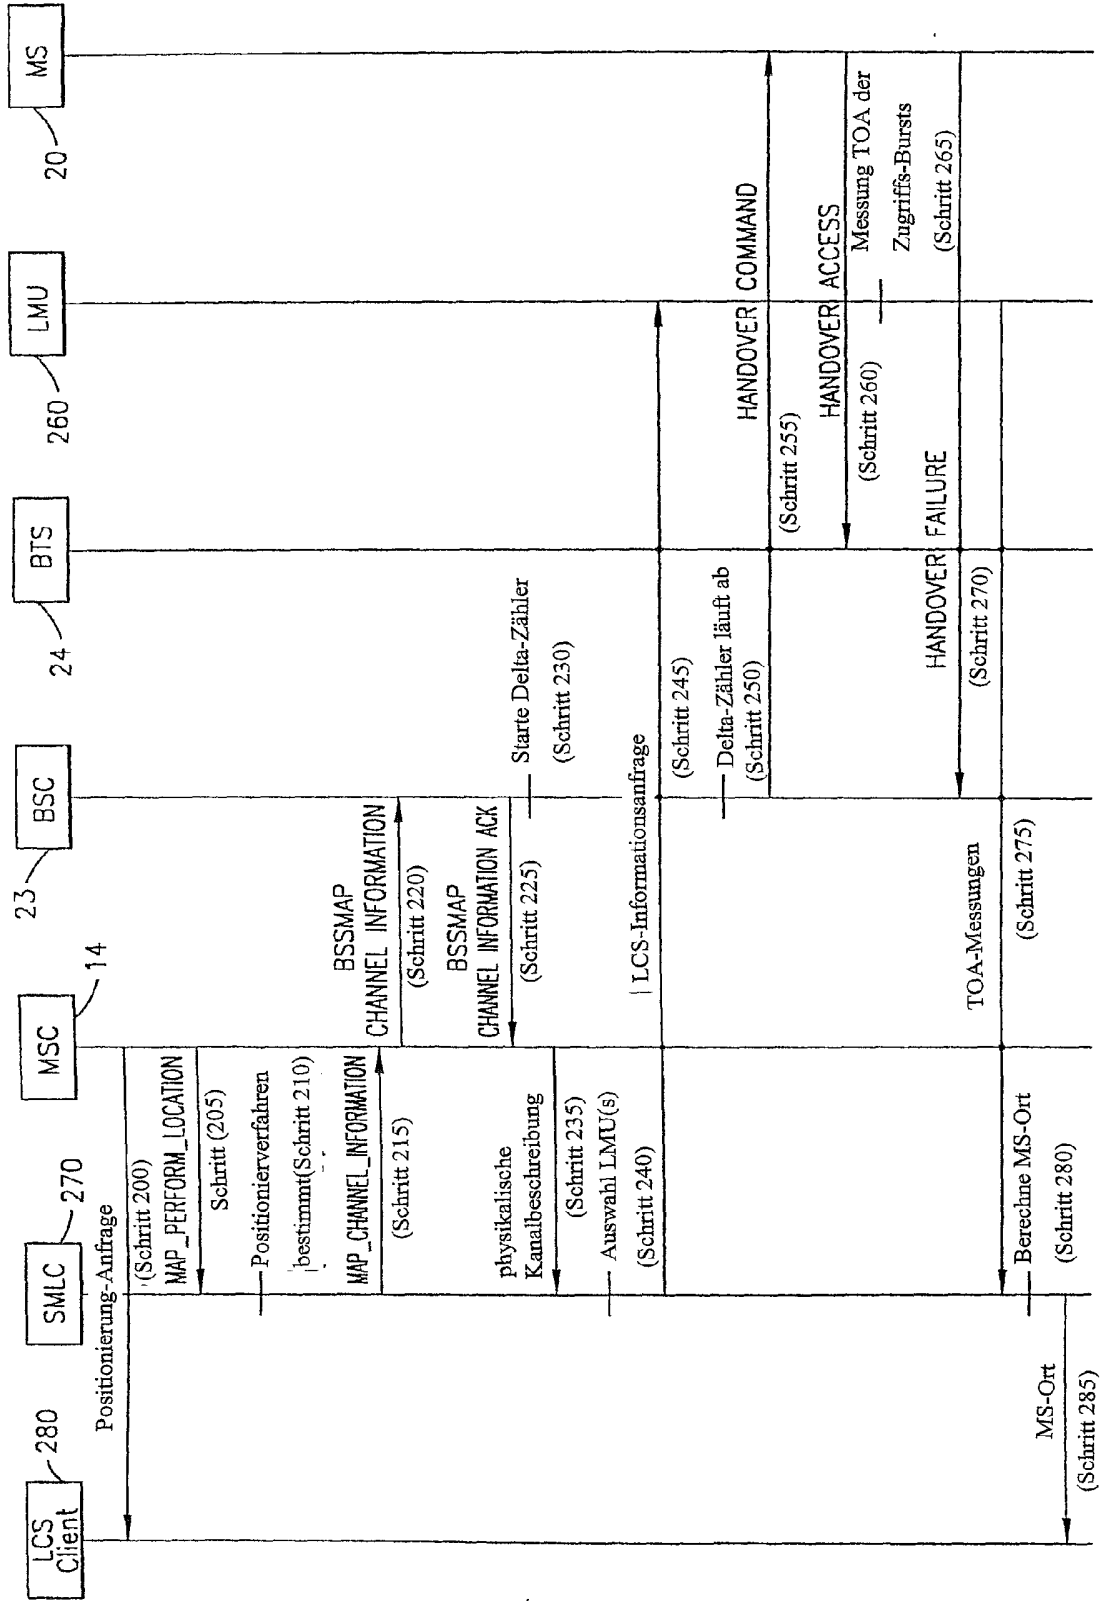 LCS
Client
280
SMLC
270
MSC
14
BSC
23
BTS
24
LMU
260
MS
20
Positionierung-Anfrage
(Schritt 200)
MAP_PERFORM_LOCATION
Schritt (205)
Positionierverfahren
bestimmt(Schritt 210)
MAP_CHANNEL_INFORMATION
(Schritt 215)
BSSMAP
CHANNEL INFORMATION
(Schritt 220)
BSSMAP
CHANNEL INFORMATION ACK
(Schritt 225)
Starte Delta-Zähler
(Schritt 230)
physikalische
Kanalbeschreibung
(Schritt 235)
Auswahl LMU(s)
(Schritt 240)
LCS-Informationsanfrage
(Schritt 245)
Delta-Zähler läuft ab
(Schritt 250)
HANDOVER COMMAND
(Schritt 255)
HANDOVER ACCESS
(Schritt 260)
Messung TOA der
Zugriffs-Bursts
(Schritt 265)
HANDOVER FAILURE
(Schritt 270)
TOA-Messungen
(Schritt 275)
Berechne MS-Ort
(Schritt 280)
MS-Ort
(Schritt 285)